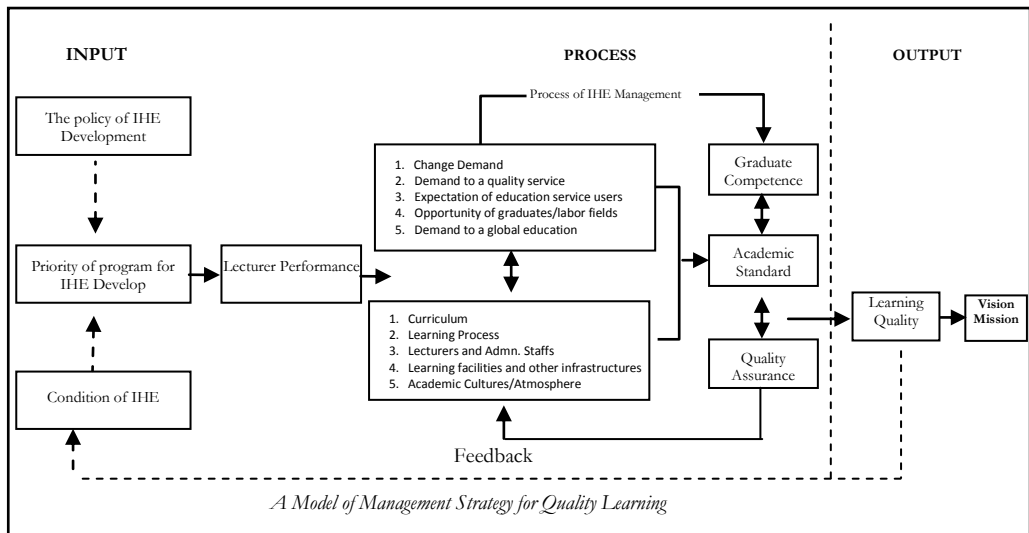 INPUT
PROCESS
OUTPUT
The policy of IHE
Development
Priority of program for
IHE Develop
Condition of IHE
Lecturer Performance
Process of IHE Management
1. Change Demand
2. Demand to a quality service
3. Expectation of education service users
4. Opportunity of graduates/labor fields
5. Demand to a global education
1. Curriculum
2. Learning Process
3. Lecturers and Admn. Staffs
4. Learning facilities and other infrastructures
5. Academic Cultures/Atmosphere
Graduate
Competence
Academic
Standard
Quality
Assurance
Learning
Quality
Vision
Mission
Feedback
A Model of Management Strategy for Quality Learning